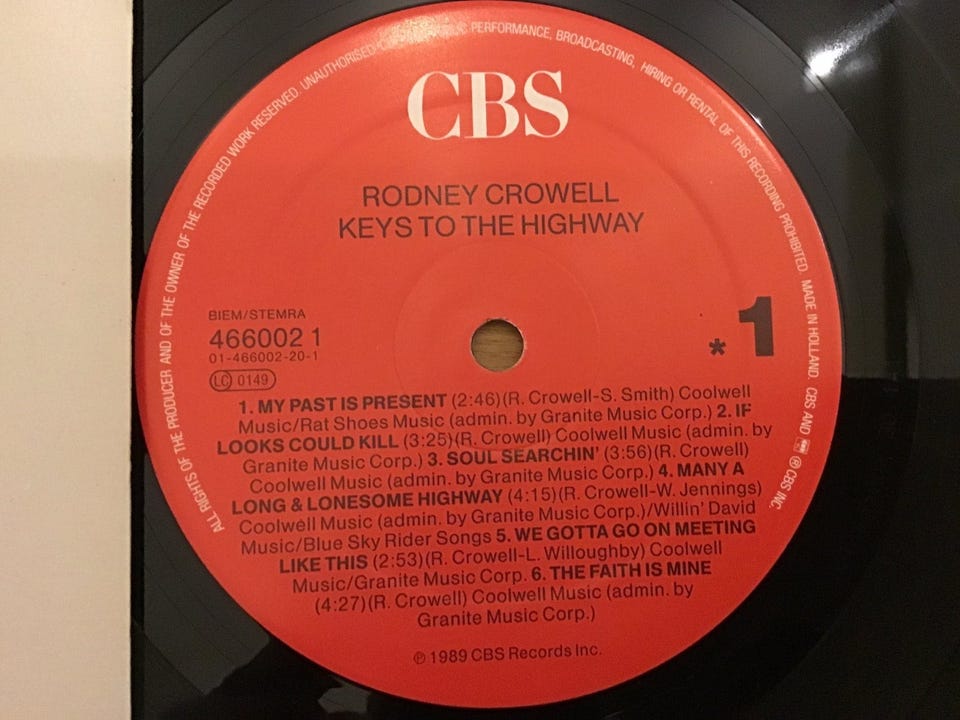 ALL RIGHTS OF THE PRODUCER AND OF THE OWNER OF THE RECORDED WORK RESERVED. UNAUTHORISED PERFORMANCE, BROADCASTING, HIRING OR RENTAL OF THIS RECORDING PROHIBITED. MADE IN HOLLAND. CBS AND ℗ CBS INC.
CBS
RODNEY CROWELL
KEYS TO THE HIGHWAY
BIEM/STEMRA
466002 1
01-466002-20-1
LC 0149
* 1
1. MY PAST IS PRESENT (2:46)(R. Crowell-S. Smith) Coolwell
Music/Rat Shoes Music (admin. by Granite Music Corp.) 2. IF
LOOKS COULD KILL (3:25)(R. Crowell) Coolwell Music (admin. by
Granite Music Corp.) 3. SOUL SEARCHIN' (3:56)(R. Crowell)
Coolwell Music (admin. by Granite Music Corp.) 4. MANY A
LONG & LONESOME HIGHWAY (4:15)(R. Crowell-W. Jennings)
Coolwell Music (admin. by Granite Music Corp.)/Willin' David
Music/Blue Sky Rider Songs 5. WE GOTTA GO ON MEETING
LIKE THIS (2:53)(R. Crowell-L. Willoughby) Coolwell
Music/Granite Music Corp. 6. THE FAITH IS MINE
(4:27)(R. Crowell) Coolwell Music (admin. by
Granite Music Corp.)
℗ 1989 CBS Records Inc.